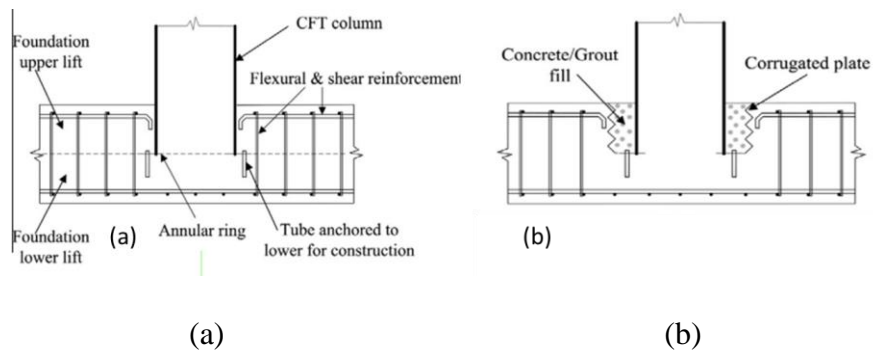 CFT column
Foundation
upper lift
Flexural & shear reinforcement
Annular ring
Tube anchored to
lower for construction
Foundation
lower lift
(a)
Concrete/Grout
fill
Corrugated plate
(b)
(a)
(b)